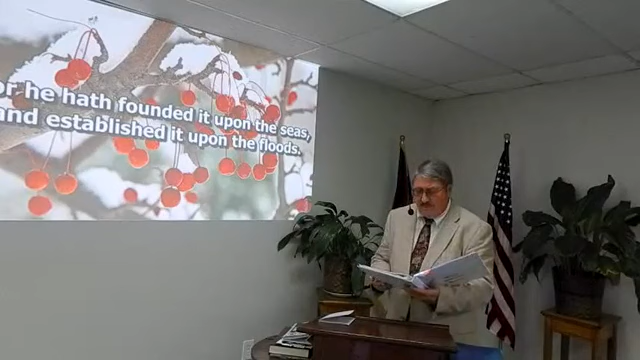 or he hath founded it upon the seas,
and established it upon the floods.